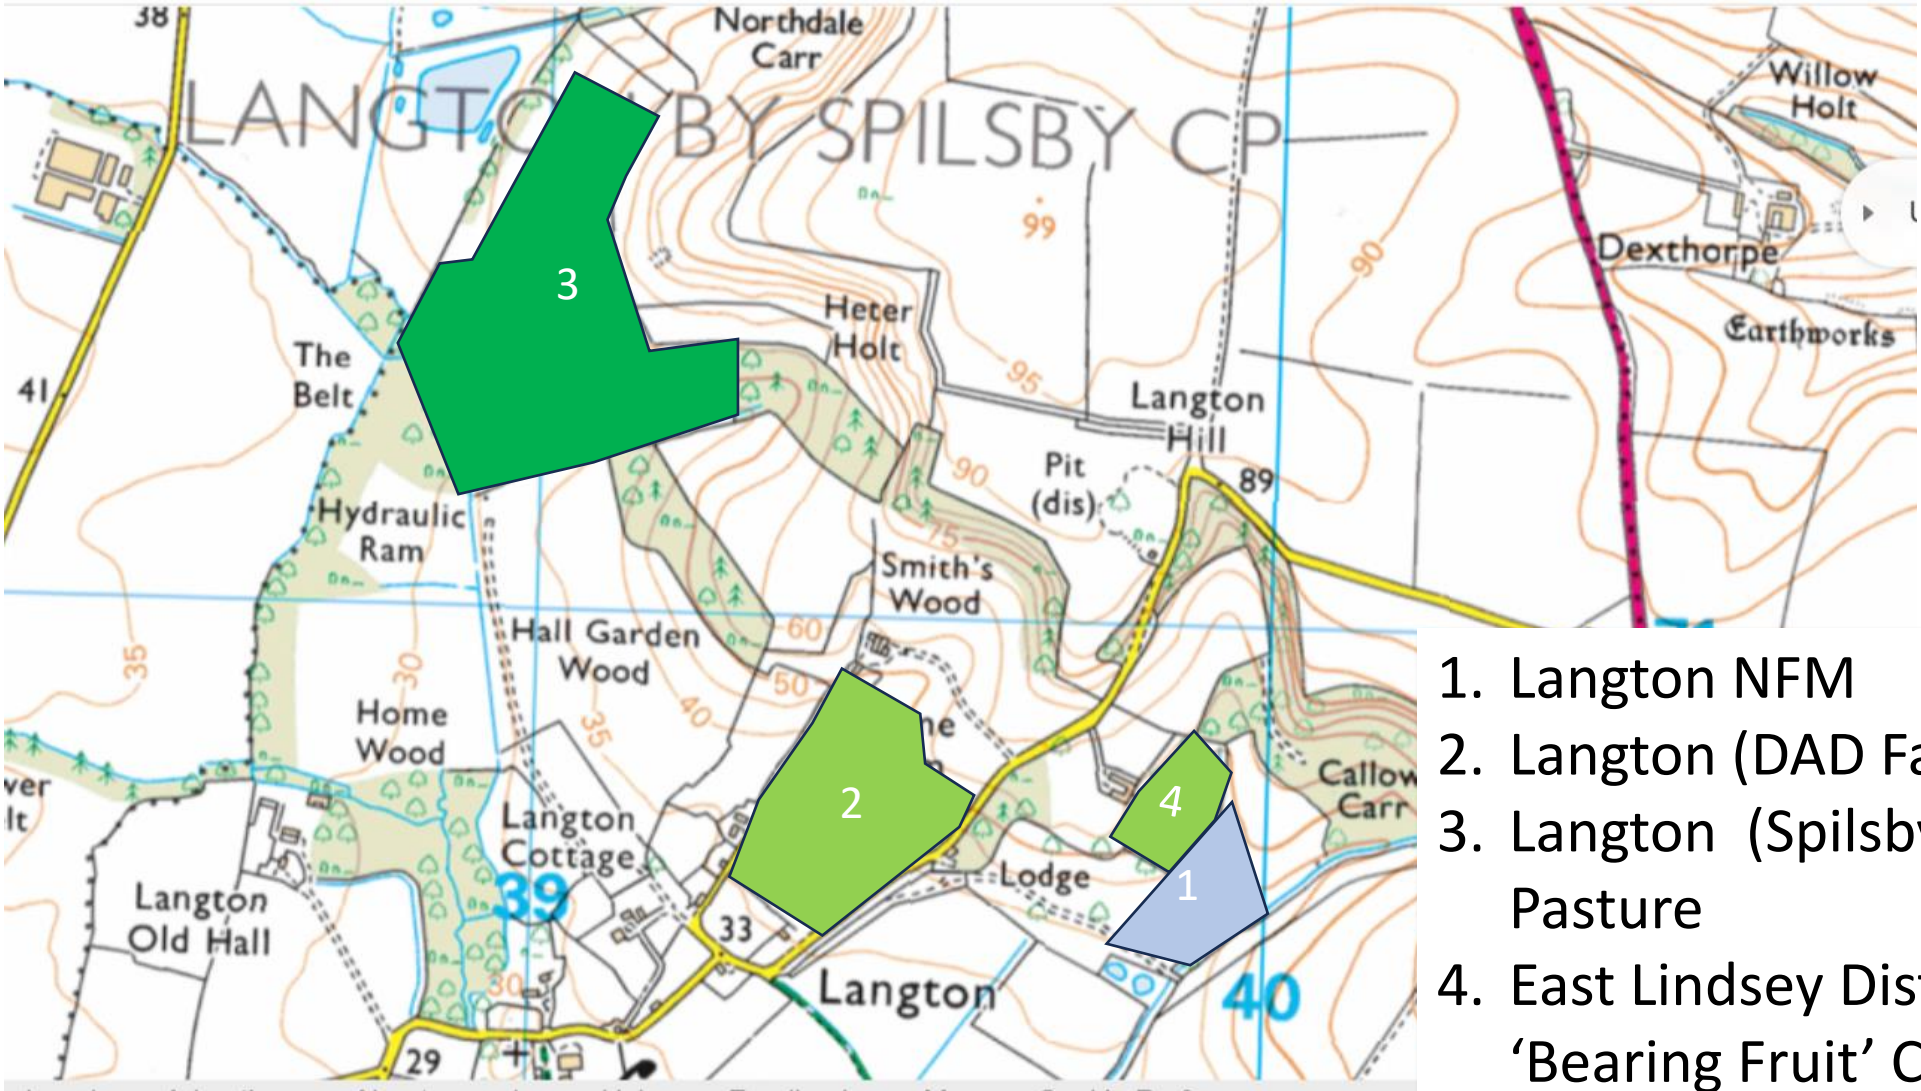 38
Northdale
Carr
Willow
Holt
LANGTO BY SPILSBY CP
99
90
Dexthorpe
3
Heter
Holt
Earthworks
The
Belt
41
95
Langton
Hill
Pit
(dis)
90
89
Hydraulic
Ram
75
Smith's
Wood
Hall Garden
Wood
60
35
30
50
40
35
Home
Wood
2
4
Callow
Carr
Langton
Cottage
39
Lodge
1
Langton
Old Hall
33
30
Langton
40
29
1. Langton NFM
2. Langton (DAD
3. Langton (Spilsby
Pasture
4. East Lindsey
'Bearing Fruit'